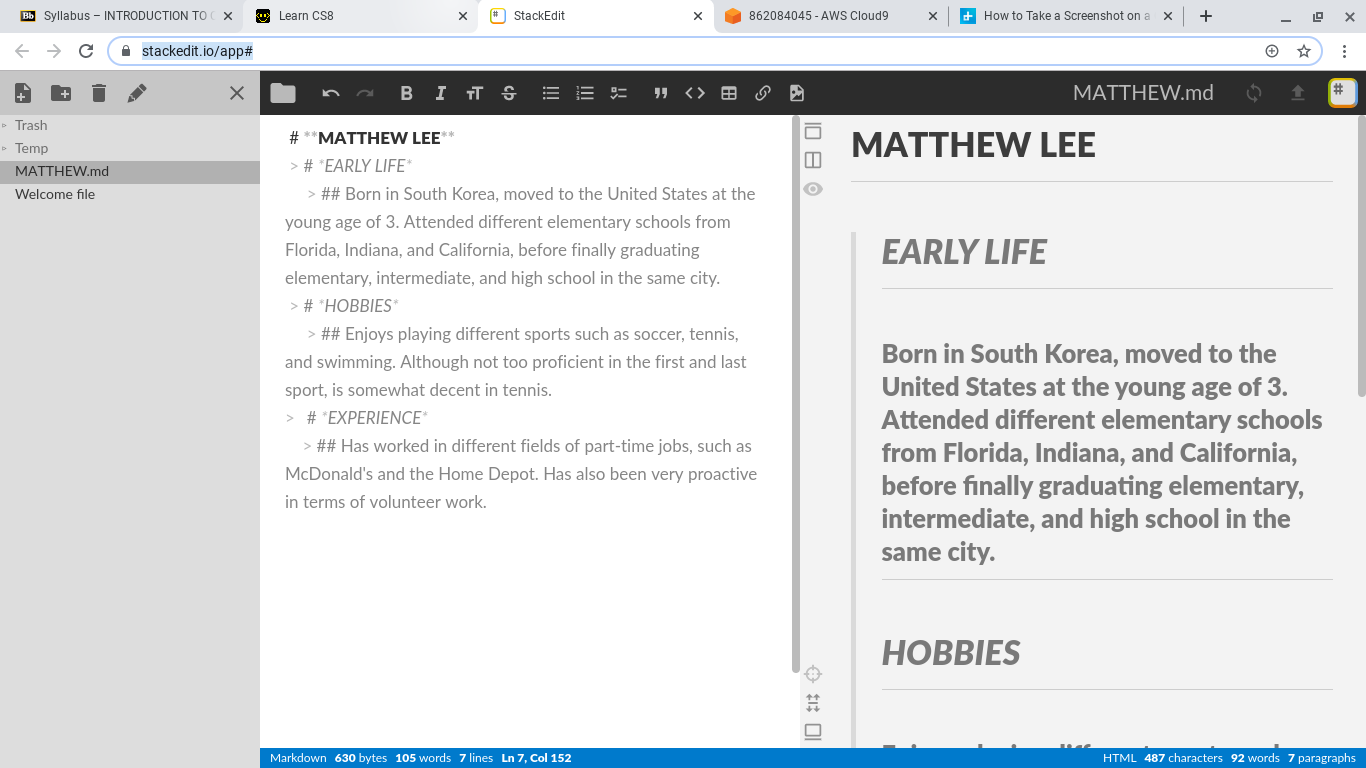 Syllabus – INTRODUCTION TO
Learn CS8
StackEdit
862084045 - AWS Cloud9
How to Take a Screenshot on a
stackedit.io/app#
MATTHEW.md
Trash
Temp
MATTHEW.md
Welcome file
# **MATTHEW LEE**
> # *EARLY LIFE*
> ## Born in South Korea, moved to the United States at the
young age of 3. Attended different elementary schools from
Florida, Indiana, and California, before finally graduating
elementary, intermediate, and high school in the same city.
> # *HOBBIES*
> ## Enjoys playing different sports such as soccer, tennis,
and swimming. Although not too proficient in the first and last
sport, is somewhat decent in tennis.
> # *EXPERIENCE*
> ## Has worked in different fields of part-time jobs, such as
McDonald's and the Home Depot. Has also been very proactive
in terms of volunteer work.
MATTHEW LEE
EARLY LIFE
Born in South Korea, moved to the
United States at the young age of 3.
Attended different elementary schools
from Florida, Indiana, and California,
before finally graduating elementary,
intermediate, and high school in the
same city.
HOBBIES
Markdown 630 bytes 105 words 7 lines Ln 7, Col 152
HTML 487 characters 92 words 7 paragraphs